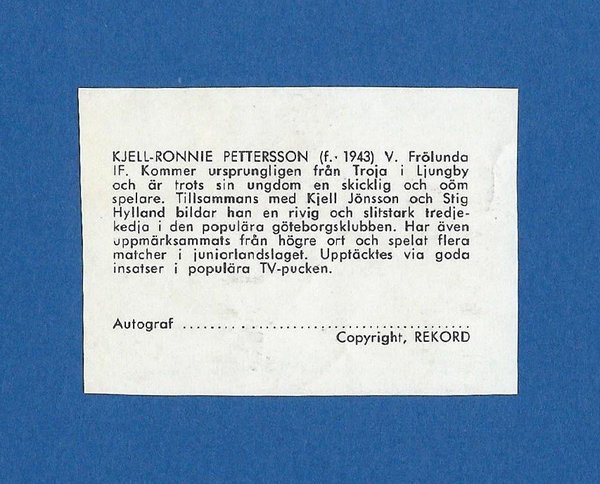 KJELL-RONNIE PETTERSSON (f. 1943) V. Frölunda
IF. Kommer ursprungligen från Troja i Ljungby
och är trots sin ungdom en skicklig och oöm
spelare. Tillsammans med Kjell Jönsson och Stig
Hylland bildar han en rivig och slitstark tredje-
kedja i den populära göteborgsklubben. Har även
uppmärksammats från högre ort och spelat flera
matcher i juniorlandslaget. Upptäcktes via goda
insatser i populära TV-pucken.
Autograf ........................................
Copyright, REKORD